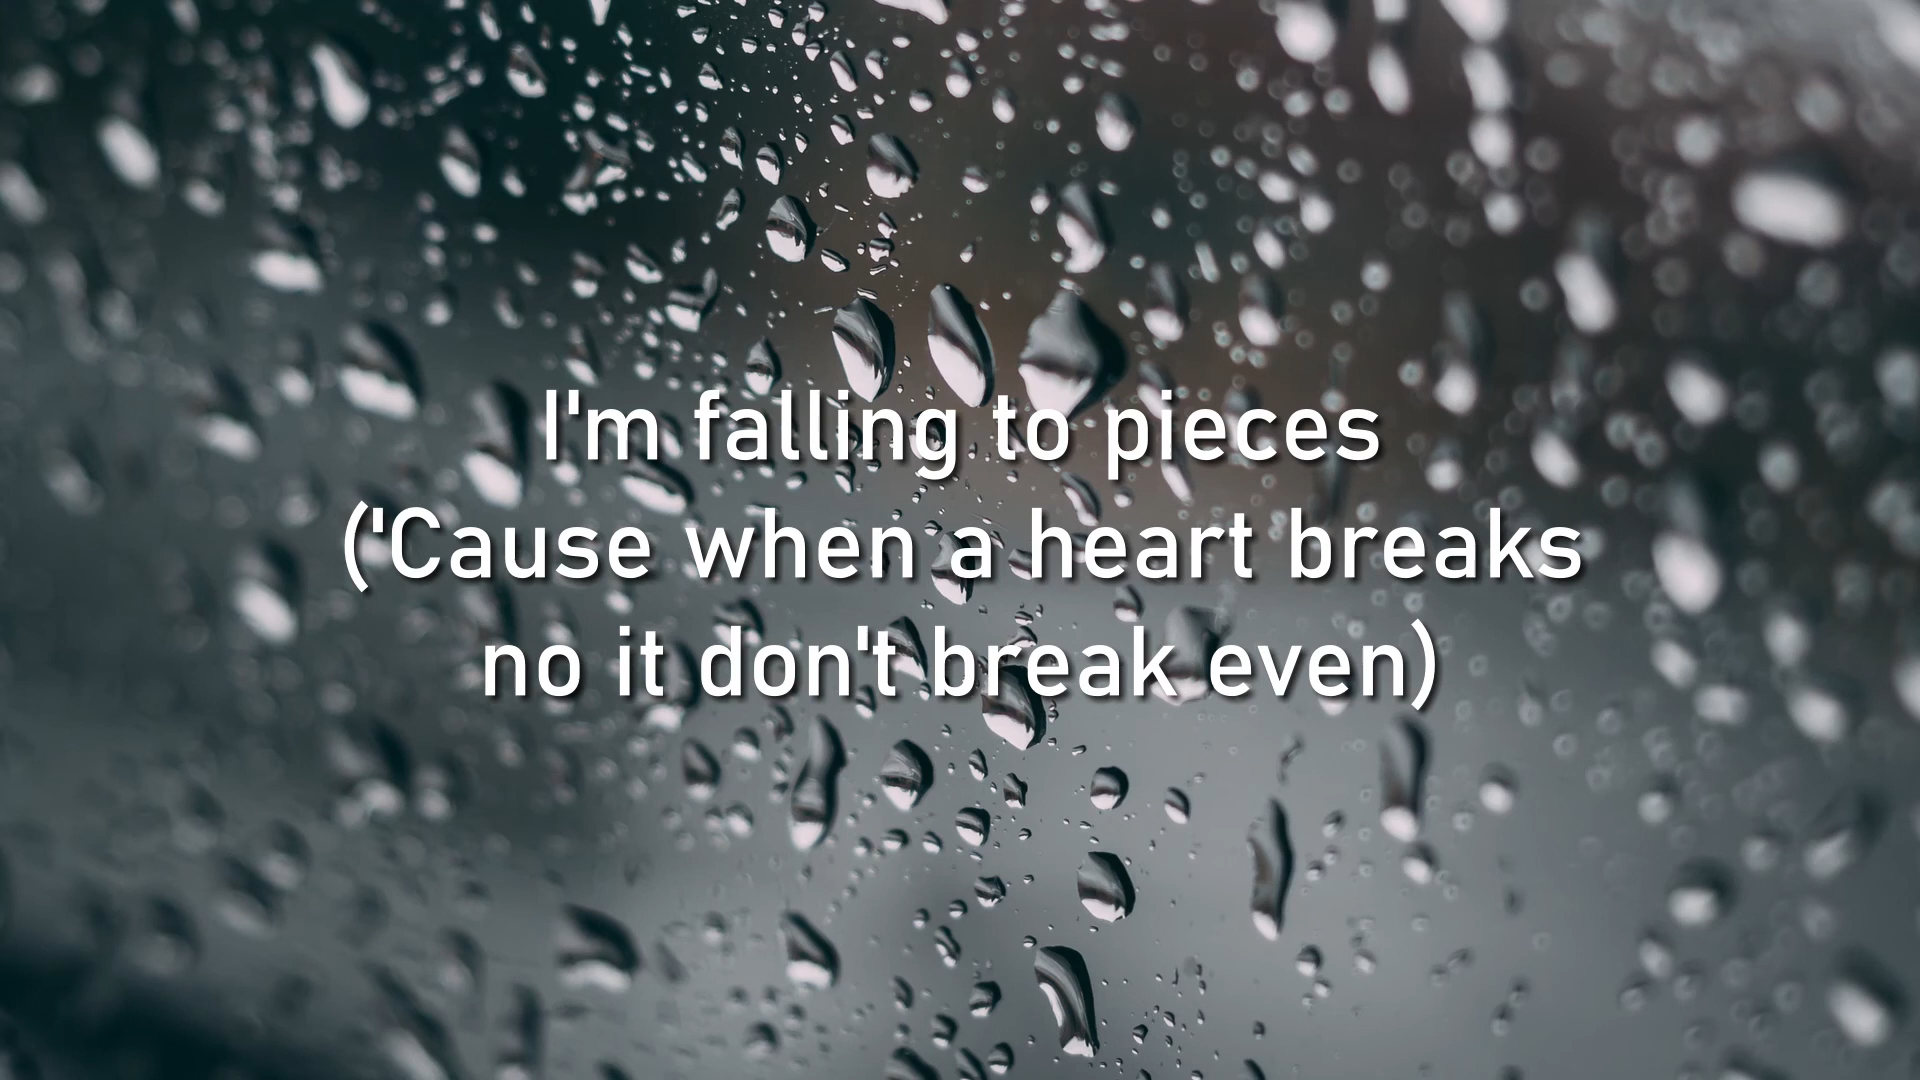 I'm falling to pieces
('Cause when a heart breaks
no it don't break even)